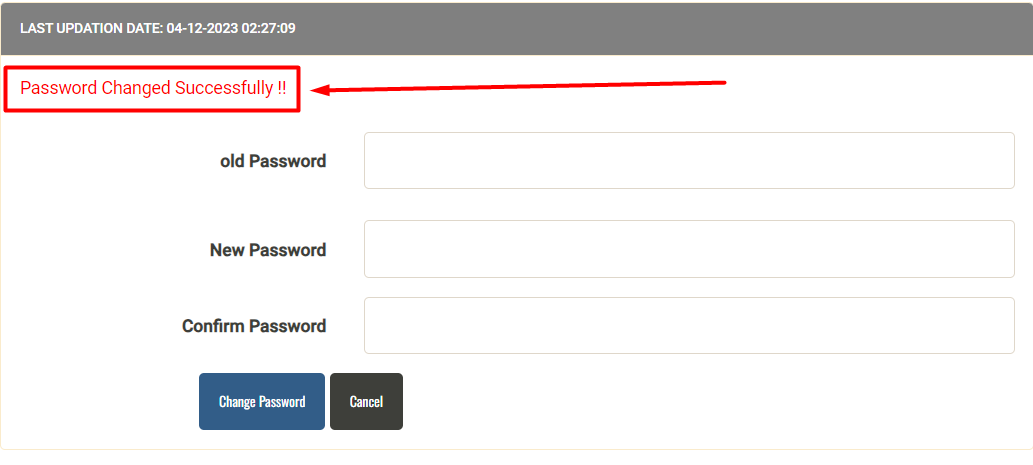 LAST UPDATION DATE: 04-12-2023 02:27:09
Password Changed Successfully !!
old Password
New Password
Confirm Password
Change Password Cancel